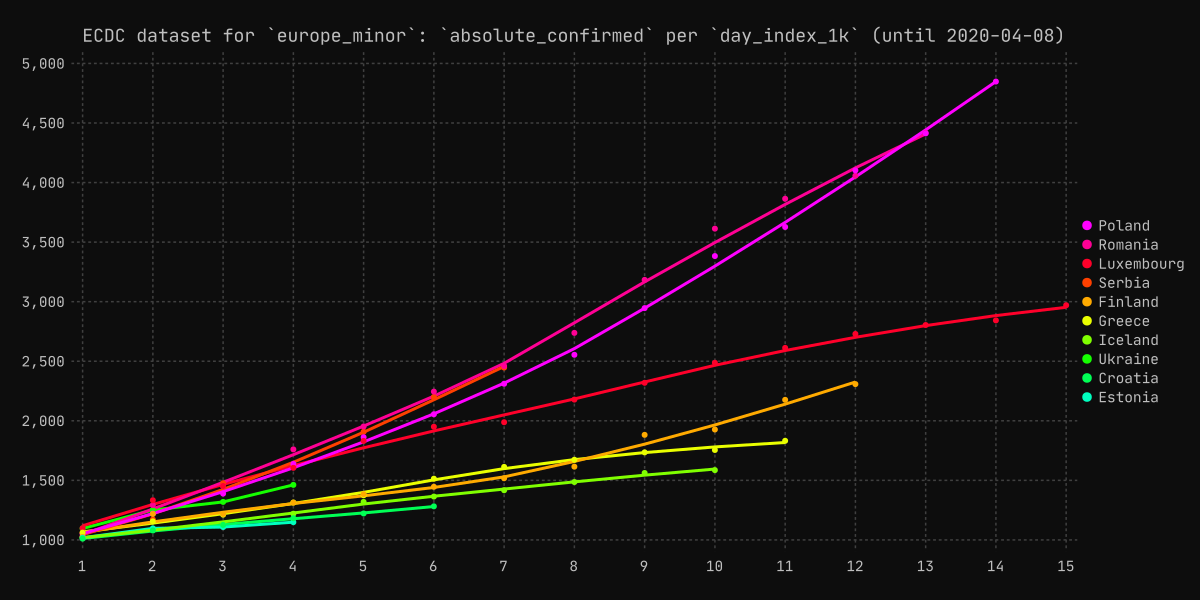 ECDC dataset for `europe_minor`: `absolute_confirmed` per `day_index_1k` (until 2020-04-08)
5,000
4,500
4,000
3,500
3,000
2,500
2,000
1,500
1,000
1 2 3 4 5 6 7 8 9 10 11 12 13 14 15
Poland
Romania
Luxembourg
Serbia
Finland
Greece
Iceland
Ukraine
Croatia
Estonia